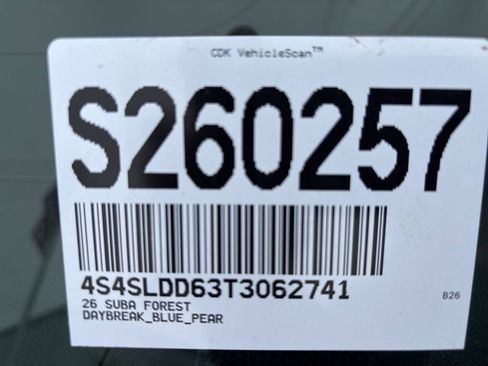 CDK VehicleScan™
S260257
4S4SLDD63T3062741
26 SUBA FOREST
B26
DAYBREAK_BLUE_PEAR